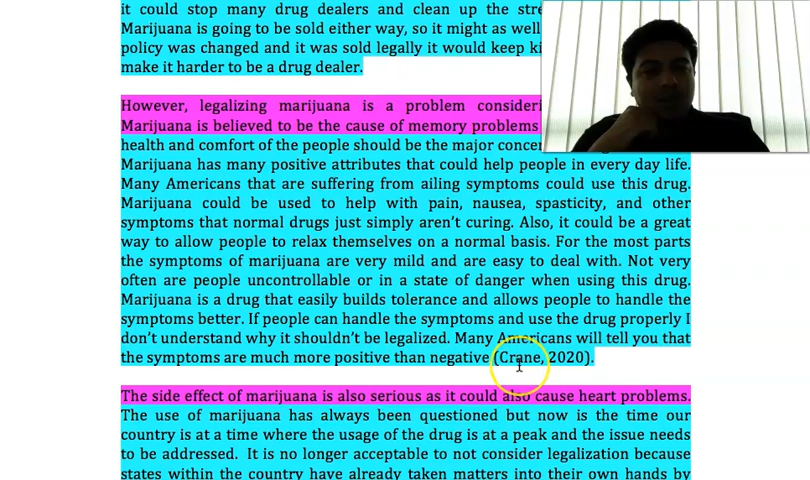 it could stop many drug dealers and clean up the stre
Marijuana is going to be sold either way, so it might as well
policy was changed and it was sold legally it would keep ki
make it harder to be a drug dealer.
However, legalizing marijuana is a problem consideri
Marijuana is believed to be the cause of memory problems
health and comfort of the people should be the major concer
Marijuana has many positive attributes that could help people in every day life.
Many Americans that are suffering from ailing symptoms could use this drug.
Marijuana could be used to help with pain, nausea, spasticity, and other
symptoms that normal drugs just simply aren't curing. Also, it could be a great
way to allow people to relax themselves on a normal basis. For the most parts
the symptoms of marijuana are very mild and are easy to deal with. Not very
often are people uncontrollable or in a state of danger when using this drug.
Marijuana is a drug that easily builds tolerance and allows people to handle the
symptoms better. If people can handle the symptoms and use the drug properly I
don't understand why it shouldn't be legalized. Many Americans will tell you that
the symptoms are much more positive than negative (Crane, 2020).
The side effect of marijuana is also serious as it could also cause heart problems.
The use of marijuana has always been questioned but now is the time our
country is at a time where the usage of the drug is at a peak and the issue needs
to be addressed. It is no longer acceptable to not consider legalization because
states within the country have already taken matters into their own hands by